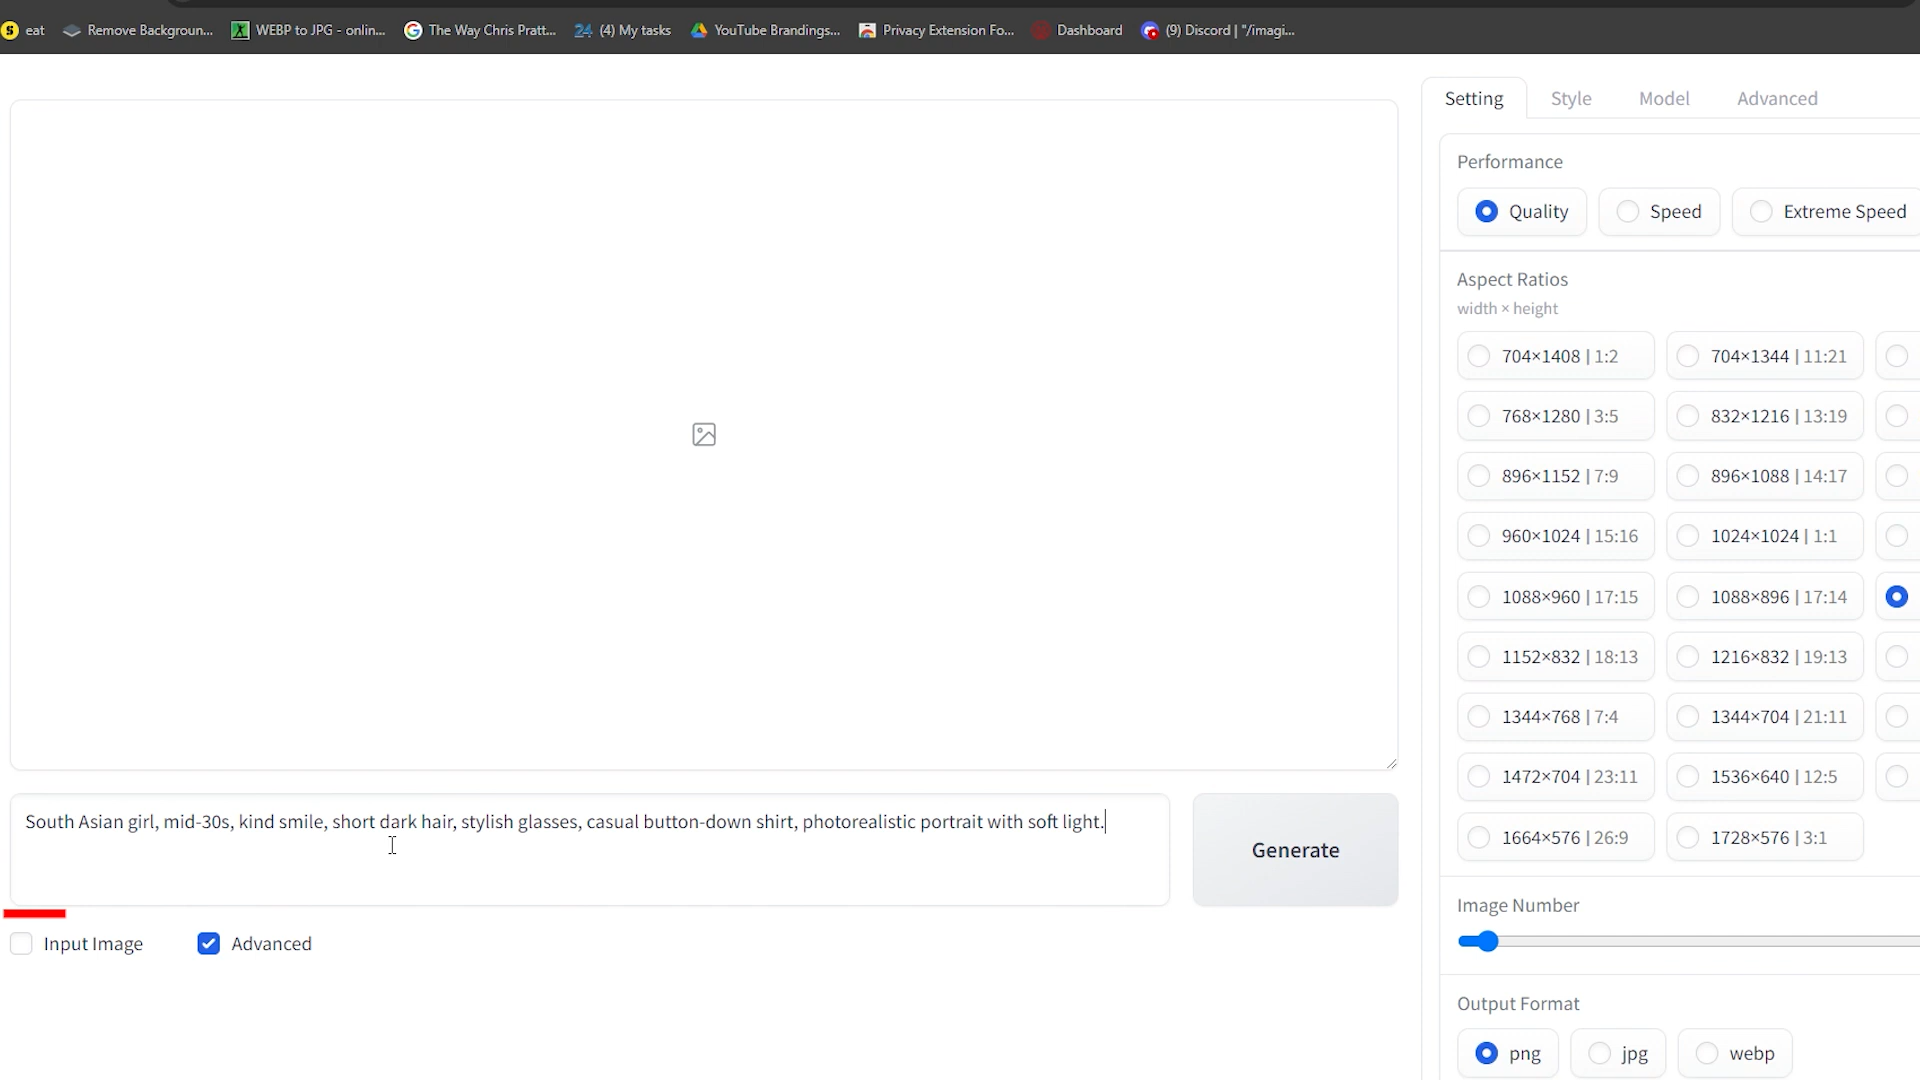 eat Remove Backgroun... WEBP to JPG - onlin... The Way Chris Pratt... 24 (4) My tasks YouTube Brandings... Privacy Extension Fo... Dashboard (9) Discord | "/imagi...
Setting Style Model Advanced
Performance
Quality Speed Extreme Speed
Aspect Ratios
width × height
704×1408 | 1:2 704×1344 | 11:21
768×1280 | 3:5 832×1216 | 13:19
896×1152 | 7:9 896×1088 | 14:17
960×1024 | 15:16 1024×1024 | 1:1
1088×960 | 17:15 1088×896 | 17:14
1152×832 | 18:13 1216×832 | 19:13
1344×768 | 7:4 1344×704 | 21:11
1472×704 | 23:11 1536×640 | 12:5
1664×576 | 26:9 1728×576 | 3:1
South Asian girl, mid-30s, kind smile, short dark hair, stylish glasses, casual button-down shirt, photorealistic portrait with soft light.
Generate
Input Image Advanced
Image Number
Output Format
png jpg webp